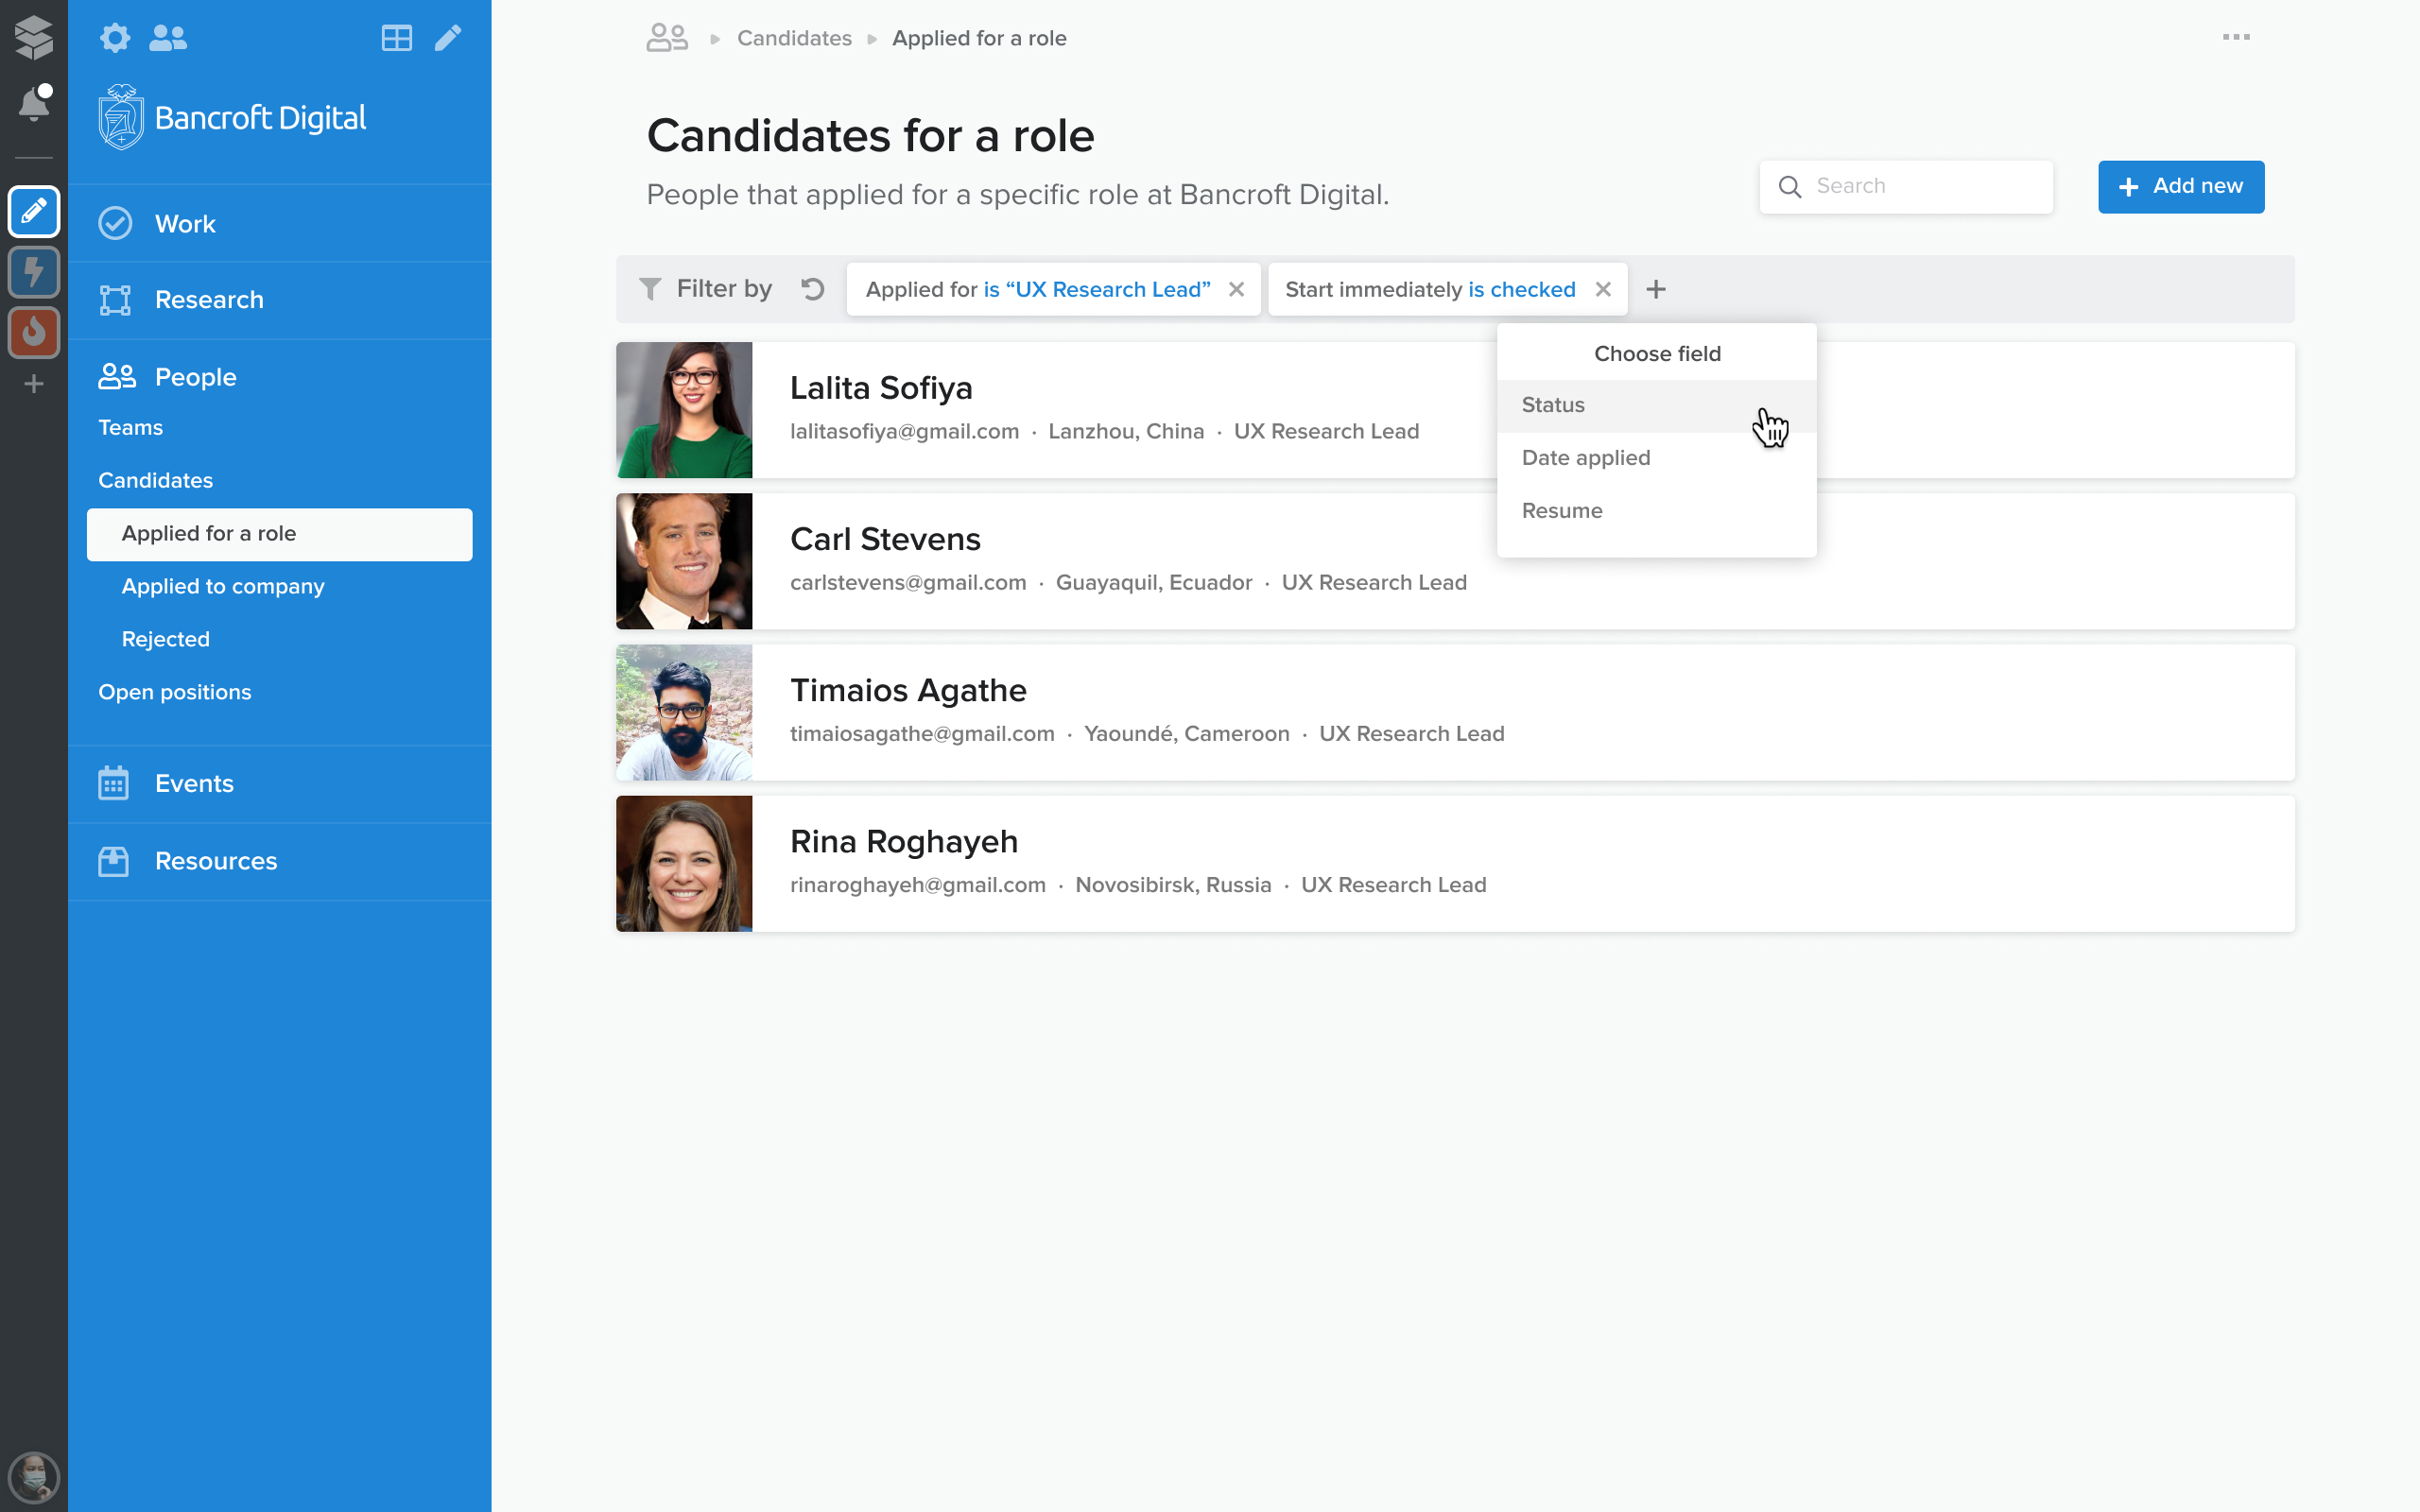 Bancroft Digital
Work
Research
People
Teams
Candidates
Applied for a role
Applied to company
Rejected
Open positions
Events
Resources
Candidates Applied for a role
Candidates for a role
People that applied for a specific role at Bancroft Digital.
Search
Add new
Filter by Applied for is “UX Research Lead” Start immediately is checked
Choose field
Status
Date applied
Resume
Lalita Sofiya
lalitasofiya@gmail.com · Lanzhou, China · UX Research Lead
Carl Stevens
carlstevens@gmail.com · Guayaquil, Ecuador · UX Research Lead
Timaios Agathe
timaiosagathe@gmail.com · Yaoundé, Cameroon · UX Research Lead
Rina Roghayeh
rinaroghayeh@gmail.com · Novosibirsk, Russia · UX Research Lead